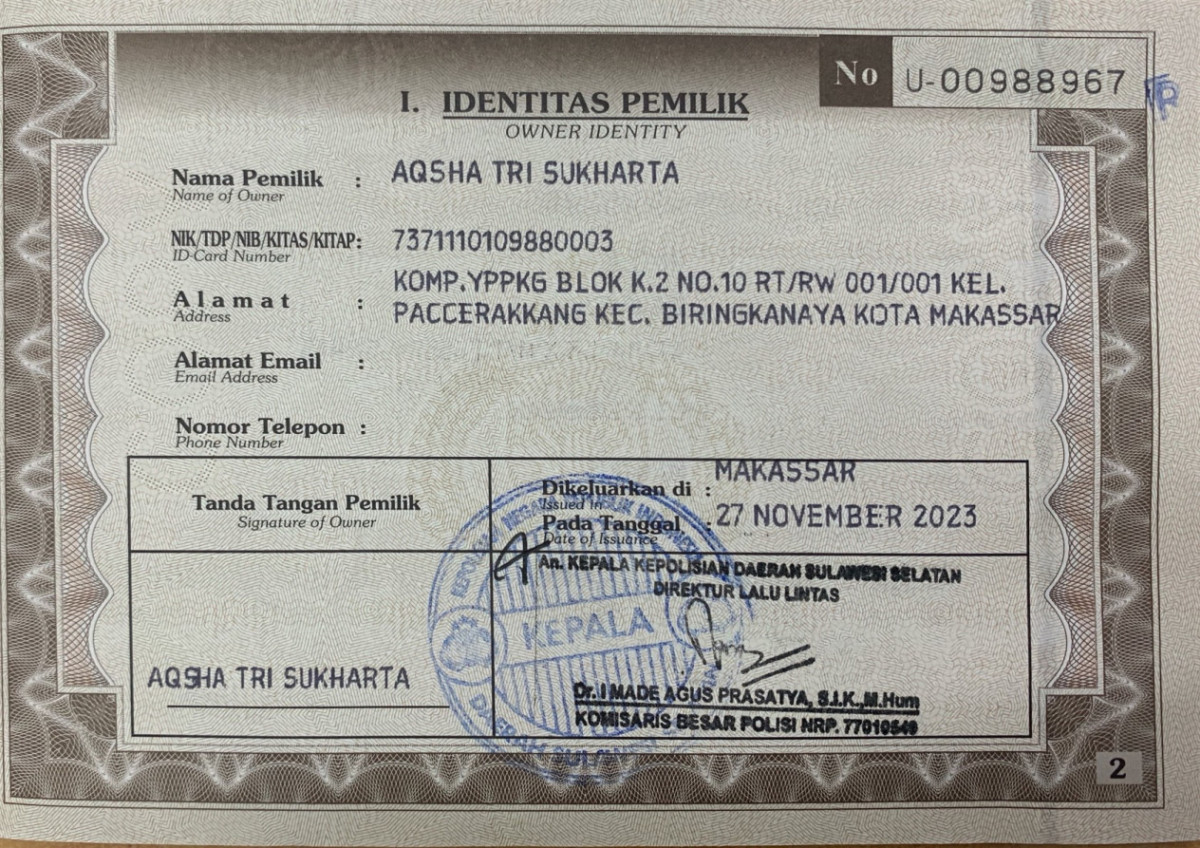 No U-00988967
I. IDENTITAS PEMILIK
OWNER IDENTITY
Nama Pemilik : AQSHA TRI SUKHARTA
Name of Owner
NIK/TDP/NIB/KITAS/KITAP: 7371110109880003
ID-Card Number
Alamat : KOMP.YPPKG BLOK K.2 NO.10 RT/RW 001/001 KEL.
Address PACCERAKKANG KEC. BIRINGKANAYA KOTA MAKASSAR
Alamat Email :
Email Address
Nomor Telepon :
Phone Number
Tanda Tangan Pemilik
Signature of Owner
Dikeluarkan di : MAKASSAR
Issued in
Pada Tanggal : 27 NOVEMBER 2023
Date of Issuance
An. KEPALA KEPOLISIAN DAERAH SULAWESI SELATAN
DIREKTUR LALU LINTAS
KEPALA
AQSHA TRI SUKHARTA
Dr. I MADE AGUS PRASATYA, S.I.K.,M.Hum
KOMISARIS BESAR POLISI NRP. 77010549
2